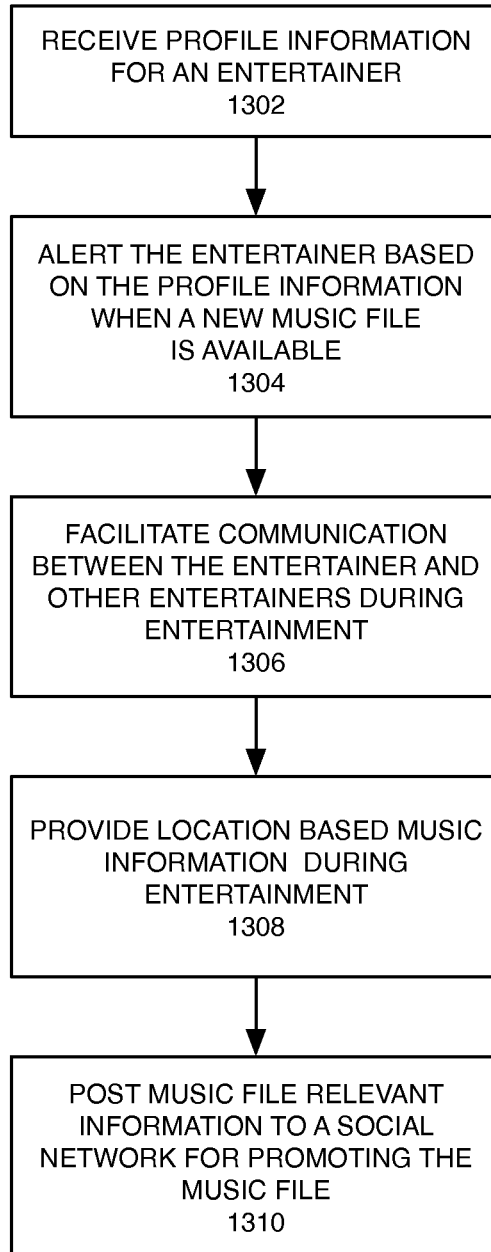 RECEIVE PROFILE INFORMATION
FOR AN ENTERTAINER
1302
ALERT THE ENTERTAINER BASED
ON THE PROFILE INFORMATION
WHEN A NEW MUSIC FILE
IS AVAILABLE
1304
FACILITATE COMMUNICATION
BETWEEN THE ENTERTAINER AND
OTHER ENTERTAINERS DURING
ENTERTAINMENT
1306
PROVIDE LOCATION BASED MUSIC
INFORMATION DURING
ENTERTAINMENT
1308
POST MUSIC FILE RELEVANT
INFORMATION TO A SOCIAL
NETWORK FOR PROMOTING THE
MUSIC FILE
1310